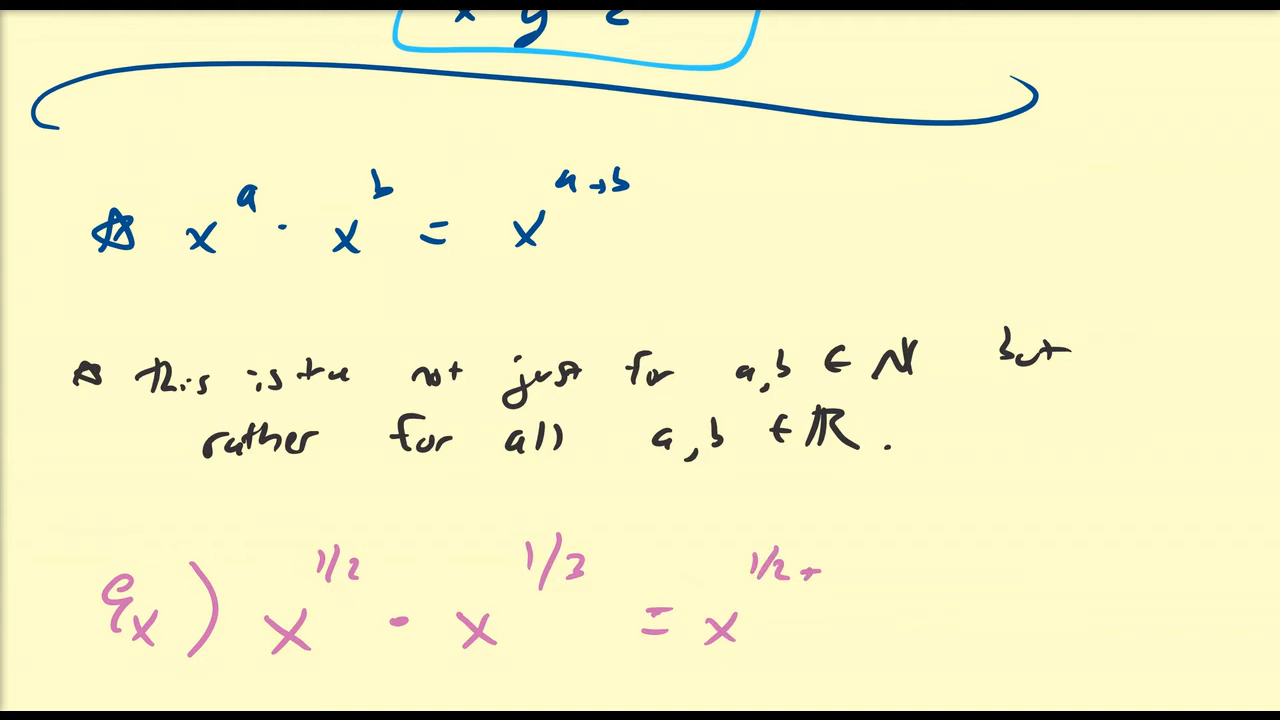 x y z
☆ x^a · x^b = x^{a+b}
☆ this is true not just for a,b ∈ ℕ but
rather for all a,b ∈ ℝ.
Ex) x^{1/2} · x^{1/3} = x^{1/2 +}